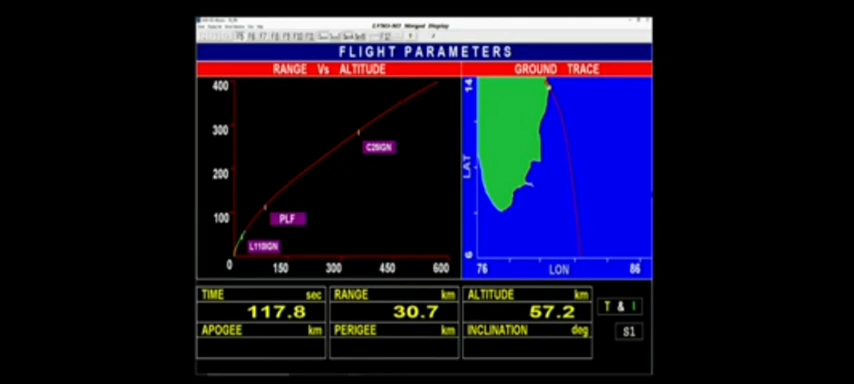 FLIGHT PARAMETERS
RANGE Vs ALTITUDE
GROUND TRACE
400
300
200
100
0
150
300
450
600
C25IGN
PLF
L110IGN
14
LAT
6
76
LON
86
TIME sec
117.8
RANGE km
30.7
ALTITUDE km
57.2
T & I
APOGEE km
PERIGEE km
INCLINATION deg
S1